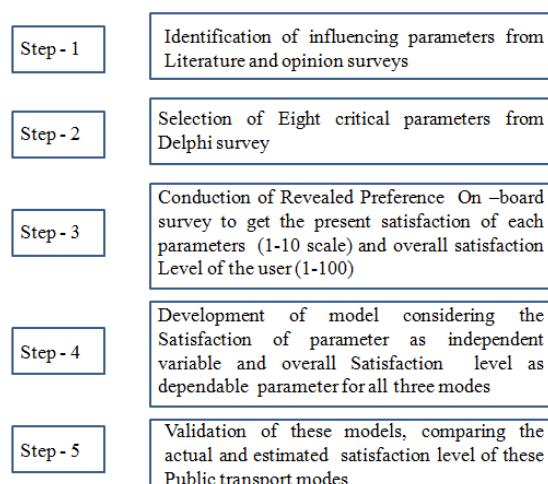 Step - 1
Identification of influencing parameters from
Literature and opinion surveys
Step - 2
Selection of Eight critical parameters from
Delphi survey
Step - 3
Conduction of Revealed Preference On –board
survey to get the present satisfaction of each
parameters (1-10 scale) and overall satisfaction
Level of the user (1-100)
Step - 4
Development of model considering the
Satisfaction of parameter as independent
variable and overall Satisfaction level as
dependable parameter for all three modes
Step - 5
Validation of these models, comparing the
actual and estimated satisfaction level of these
Public transport modes